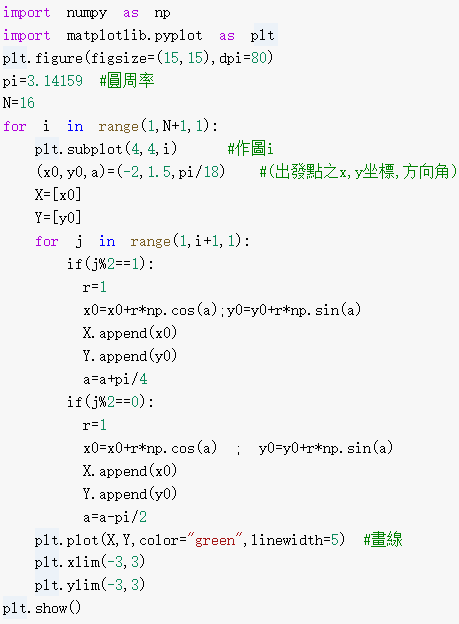 import numpy as np
import matplotlib.pyplot as plt
plt.figure(figsize=(15,15),dpi=80)
pi=3.14159 #圓周率
N=16
for i in range(1,N+1,1):
    plt.subplot(4,4,i)      #作圖i
    (x0,y0,a)=(-2,1.5,pi/18)    #(出發點之x,y坐標,方向角)
    X=[x0]
    Y=[y0]
    for j in range(1,i+1,1):
        if(j%2==1):
          r=1
          x0=x0+r*np.cos(a);y0=y0+r*np.sin(a)
          X.append(x0)
          Y.append(y0)
          a=a+pi/4
        if(j%2==0):
          r=1
          x0=x0+r*np.cos(a) ; y0=y0+r*np.sin(a)
          X.append(x0)
          Y.append(y0)
          a=a-pi/2
    plt.plot(X,Y,color="green",linewidth=5)  #畫線
    plt.xlim(-3,3)
    plt.ylim(-3,3)
plt.show()